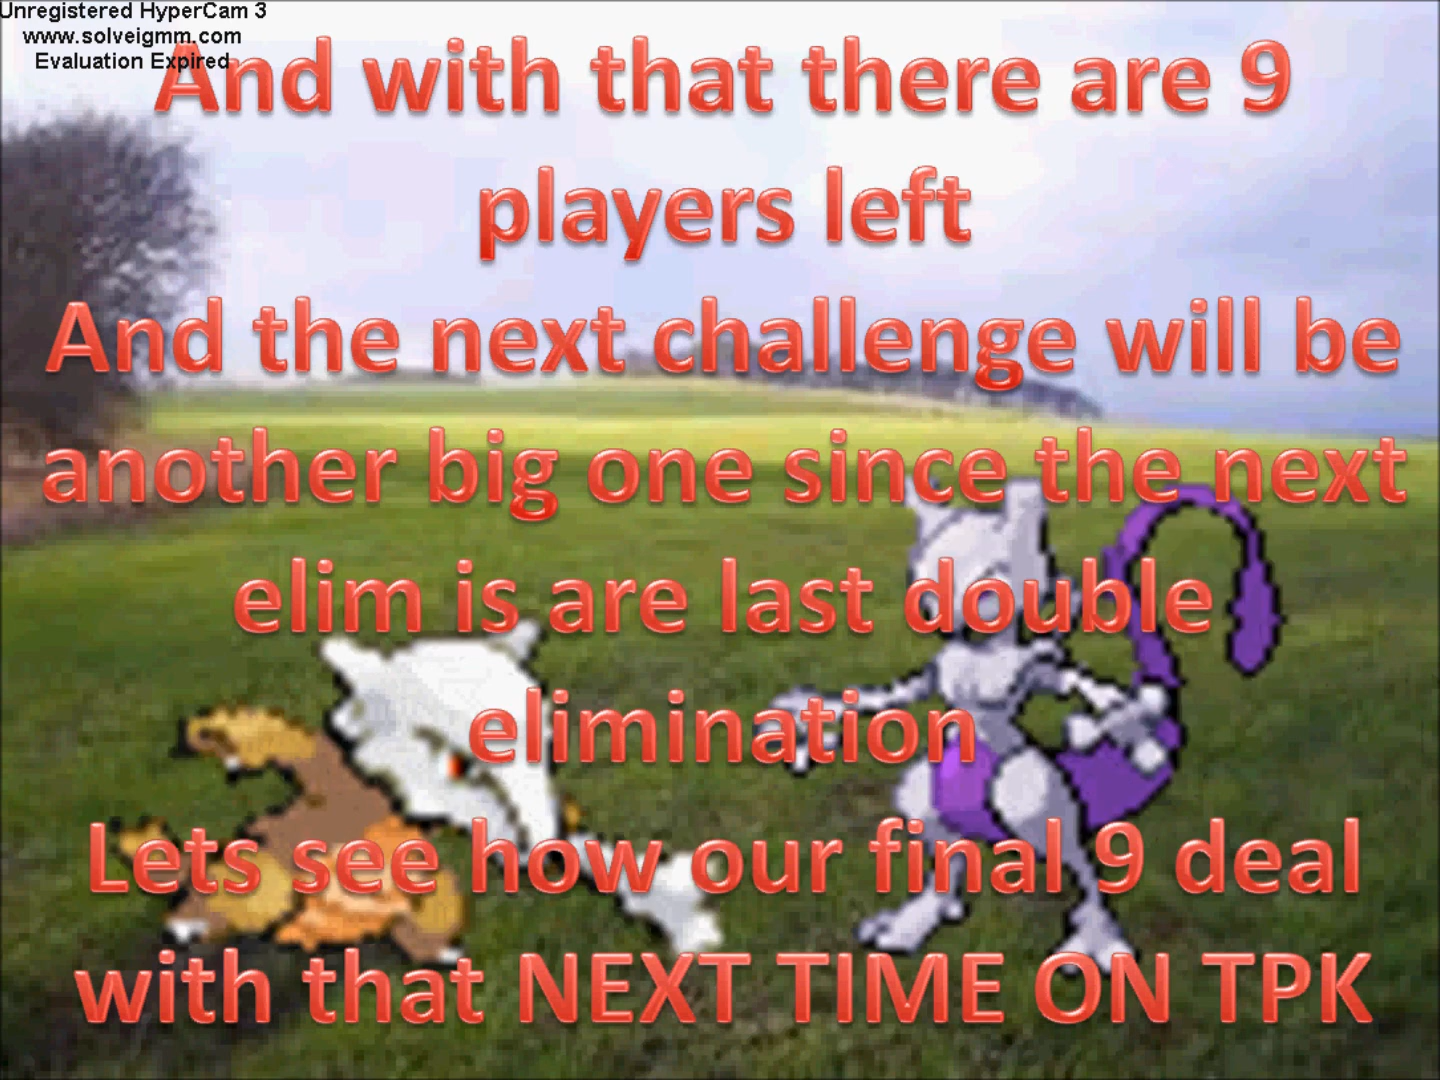 Unregistered HyperCam 3
www.solveigmm.com
Evaluation Expired
And with that there are 9
players left
And the next challenge will be
another big one since the next
elim is are last double
elimination
Lets see how our final 9 deal
with that NEXT TIME ON TPK